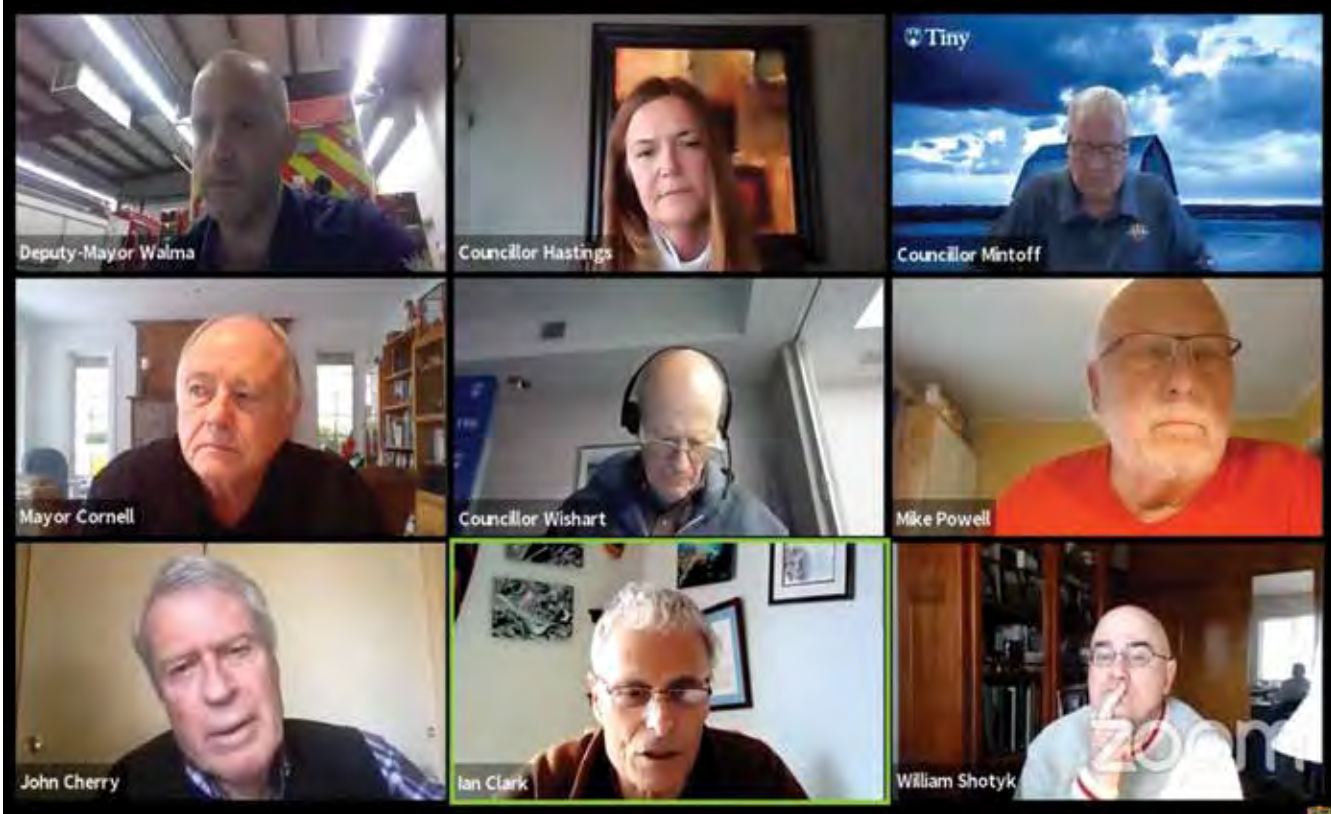 Tiny
Deputy-Mayor Walma
Councillor Hastings
Councillor Mintoff
Mayor Cornell
Councillor Wishart
Mike Powell
John Cherry
Ian Clark
William Shotyk
zoom